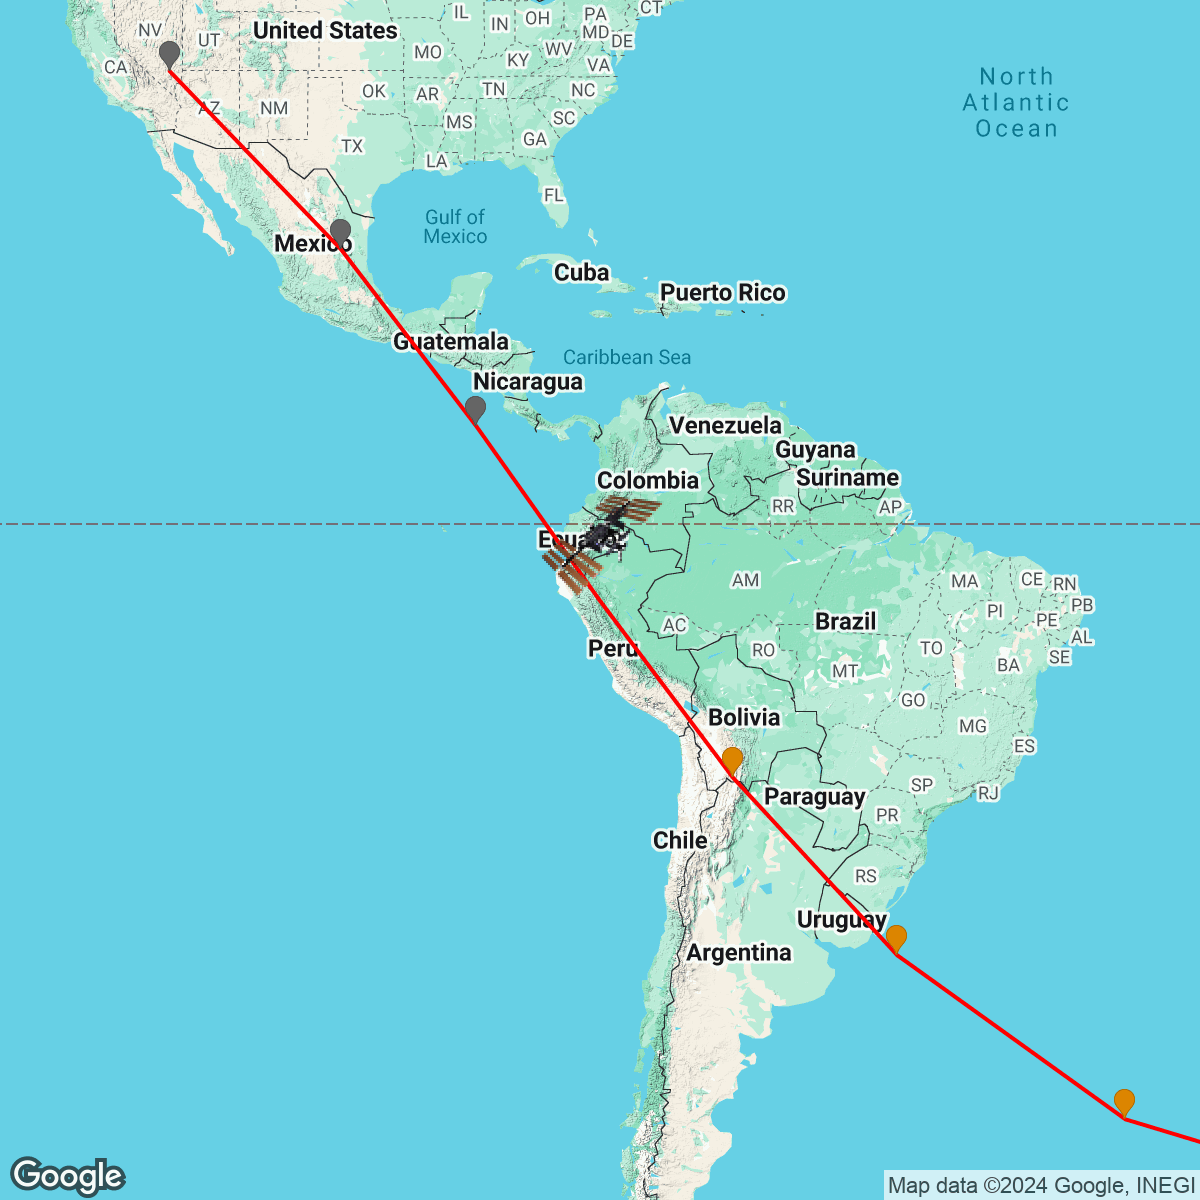 IL
IN
OH
PA
CT
NV
UT
United States
MO
KY
WV
MD
DE
CA
VA
North
Atlantic
Ocean
AZ
NM
OK
AR
TN
NC
TX
MS
SC
GA
LA
FL
Gulf of
Mexico
Mexico
Cuba
Puerto Rico
Guatemala
Caribbean Sea
Nicaragua
Venezuela
Guyana
Colombia
Suriname
RR
AP
AM
MA
CE
RN
PI
PB
PE
AC
Brazil
AL
Peru
RO
TO
SE
MT
BA
GO
Bolivia
MG
ES
SP
RJ
Paraguay
PR
Chile
RS
Uruguay
Argentina
Google
Map data ©2024 Google, INEGI